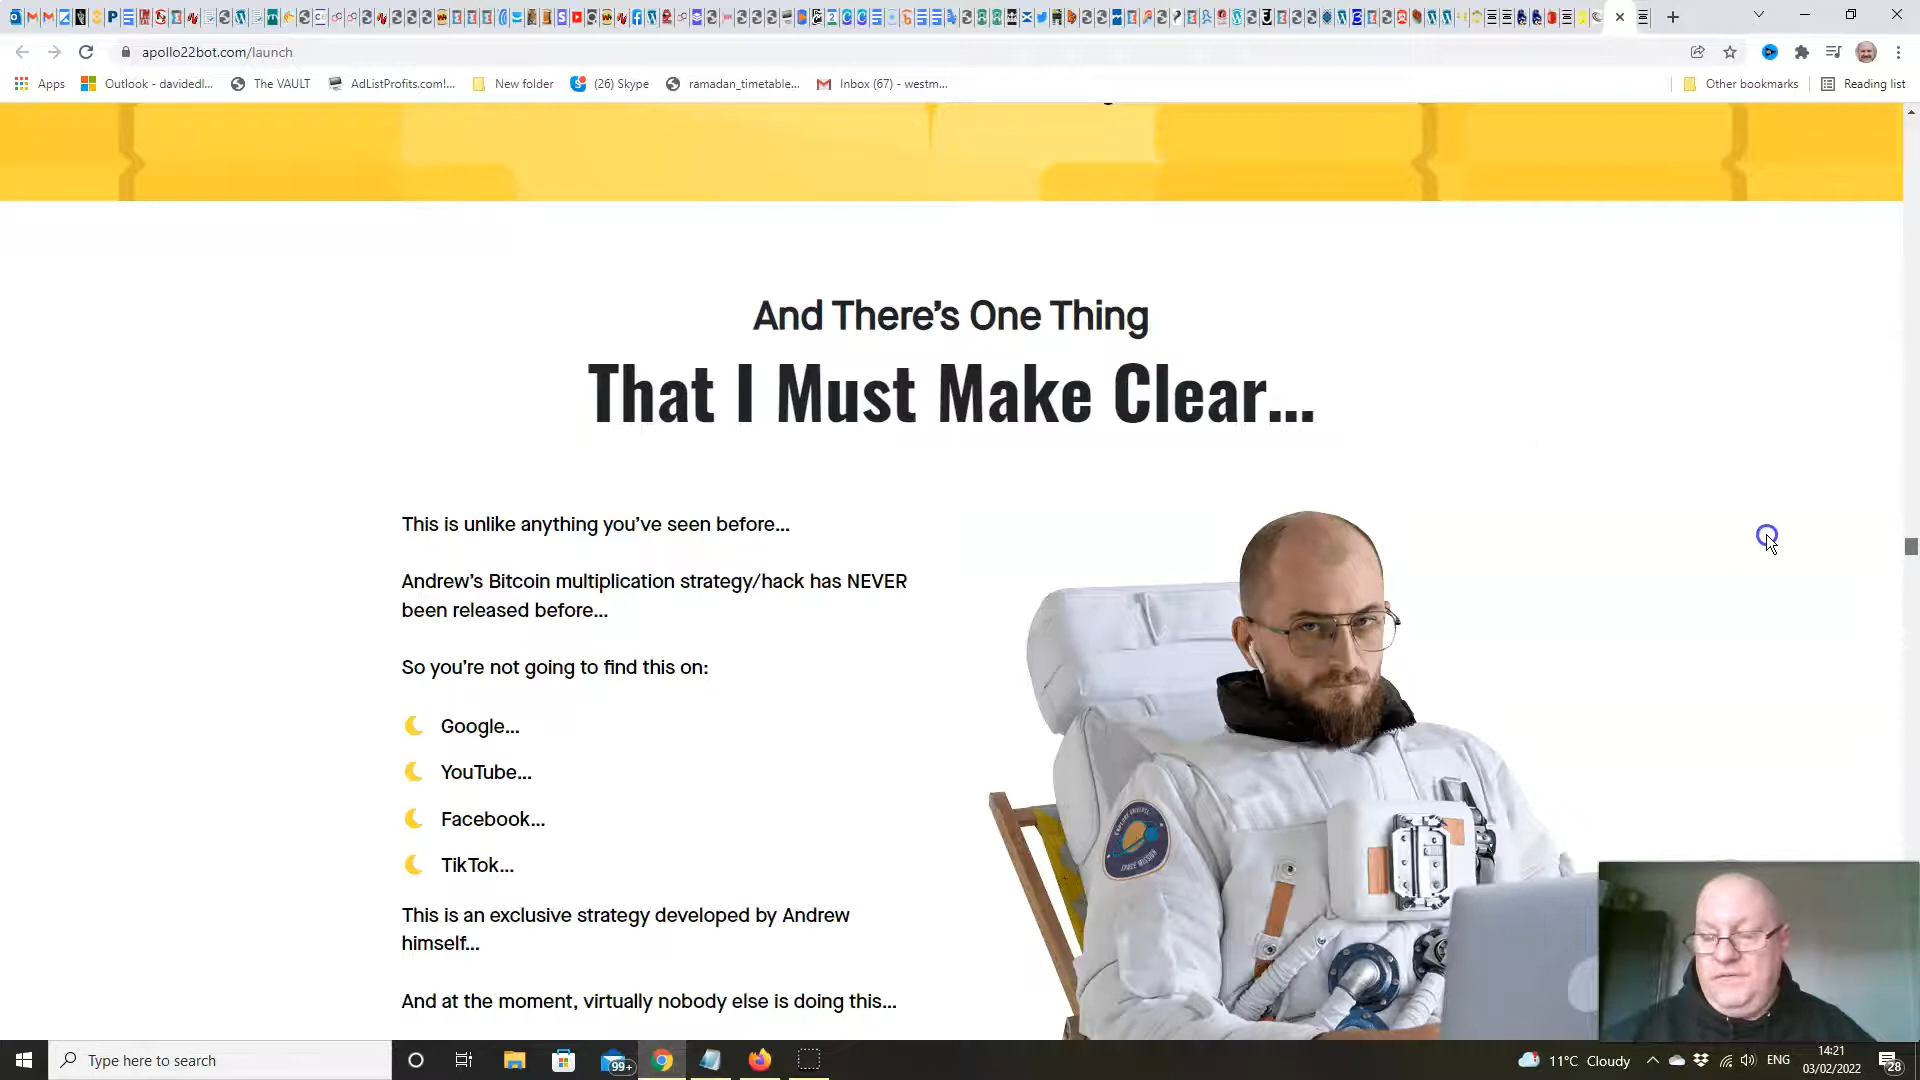 apollo22bot.com/launch
Apps
Outlook - davidedl...
The VAULT
AdListProfits.com!...
New folder
(26) Skype
ramadan_timetable...
Inbox (67) - westm...
Other bookmarks
Reading list
And There's One Thing
That I Must Make Clear...
This is unlike anything you've seen before...
Andrew's Bitcoin multiplication strategy/hack has NEVER
been released before...
So you're not going to find this on:
Google...
YouTube...
Facebook...
TikTok...
This is an exclusive strategy developed by Andrew
himself...
And at the moment, virtually nobody else is doing this...
EXPLORE UNIVERSE
SPACE MISSION
Type here to search
99+
11°C Cloudy
ENG
14:21
03/02/2022
28